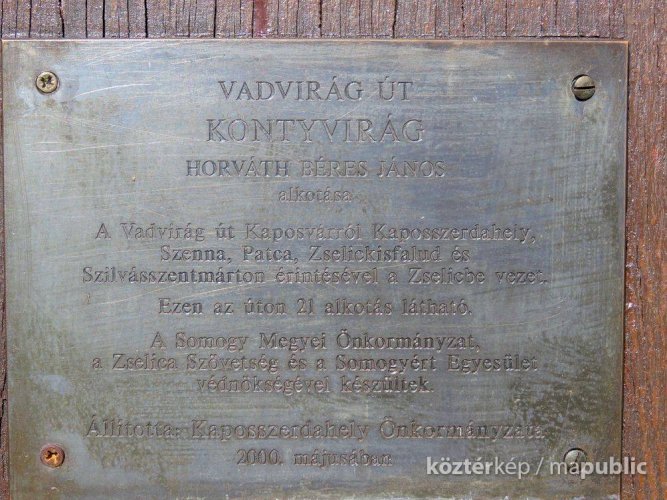 VADVIRÁG ÚT
KONTYVIRÁG
HORVÁTH BÉRES JÁNOS
alkotása
A Vadvirág út Kaposvárról Kaposszerdahely,
Szenna, Patca, Zselickisfalud és
Szilvásszentmárton érintésével a Zselicbe vezet.
Ezen az úton 21 alkotás látható.
A Somogy Megyei Önkormányzat,
a Zselica Szövetség és a Somogyért Egyesület
védnökségével készültek.
Állította: Kaposszerdahely Önkormányzata
2000. májusában
köztérkép / mapublic